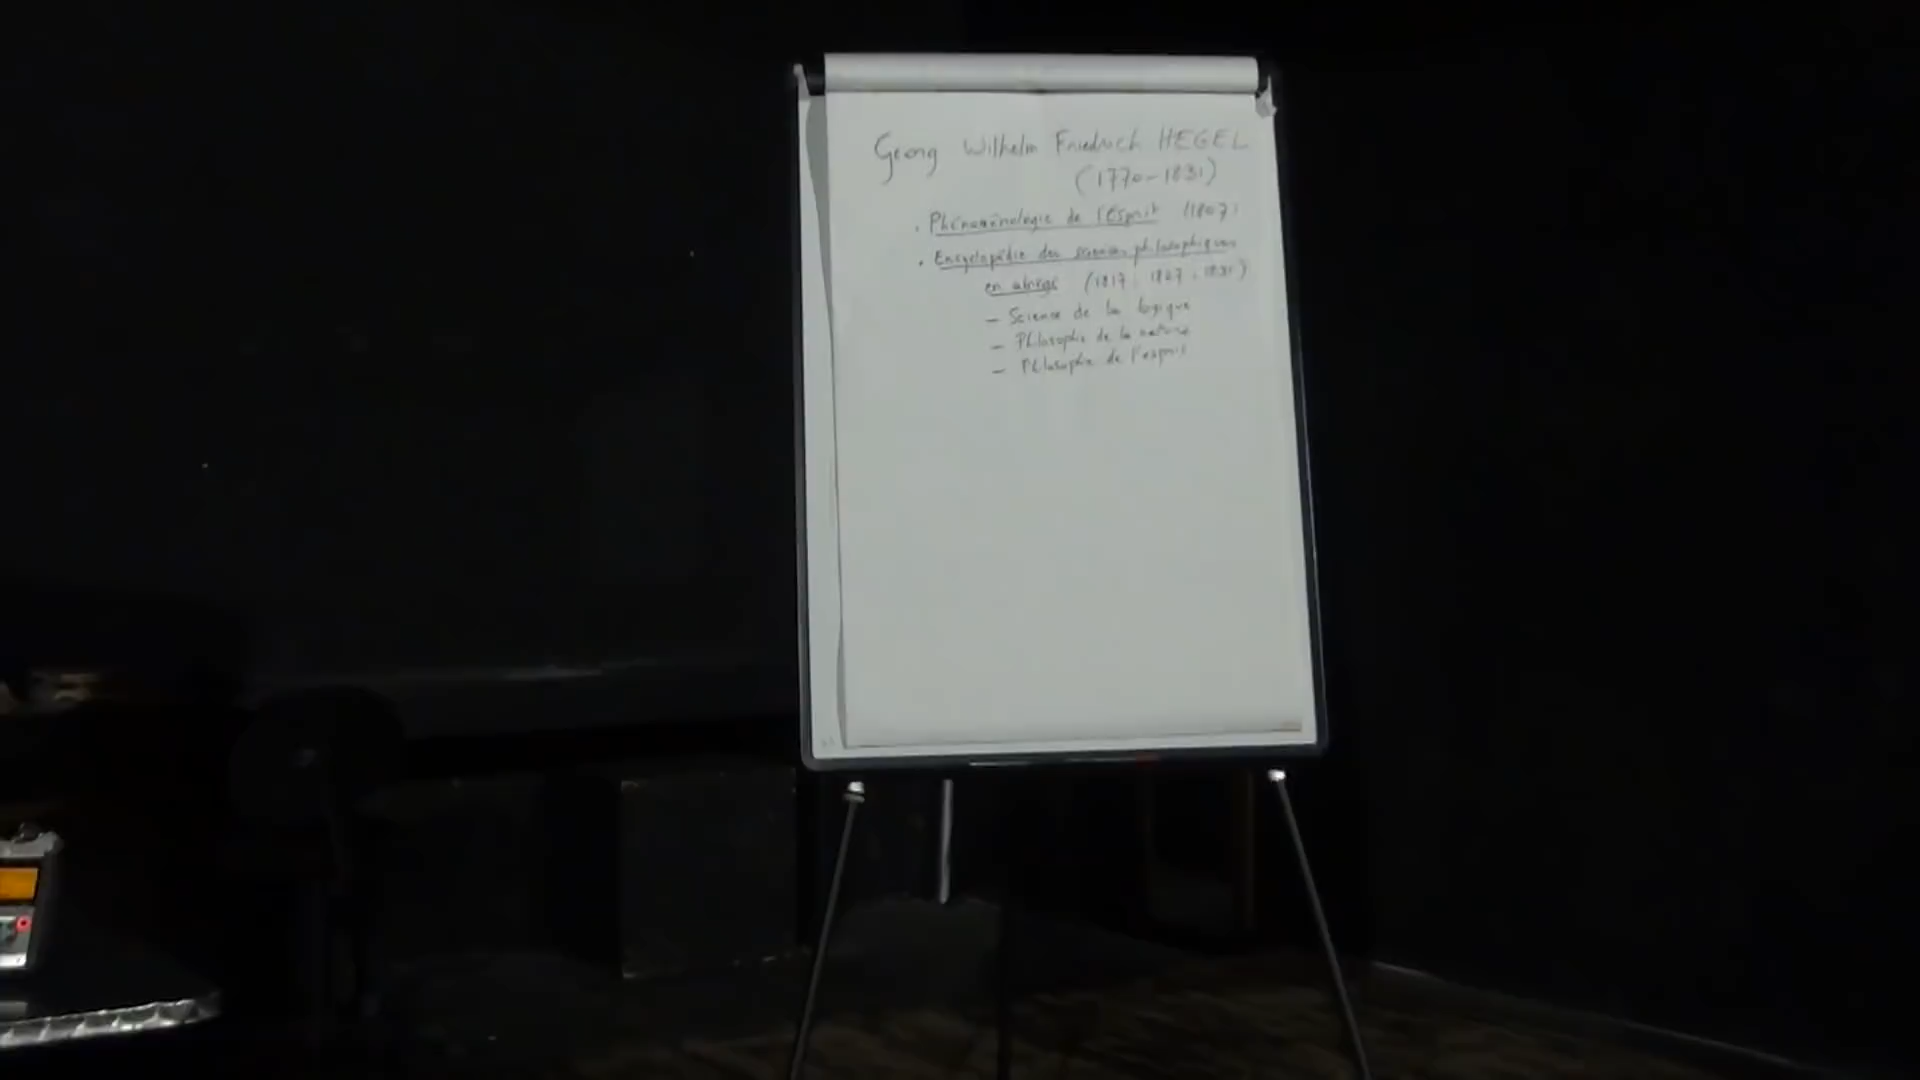 Georg Wilhelm Friedrich HEGEL
(1770-1831)
. Phénoménologie de l'Esprit (1807)
. Encyclopédie des sciences philosophiques
en abrégé (1817, 1827, 1830)
- Science de la logique
- Philosophie de la nature
- Philosophie de l'esprit